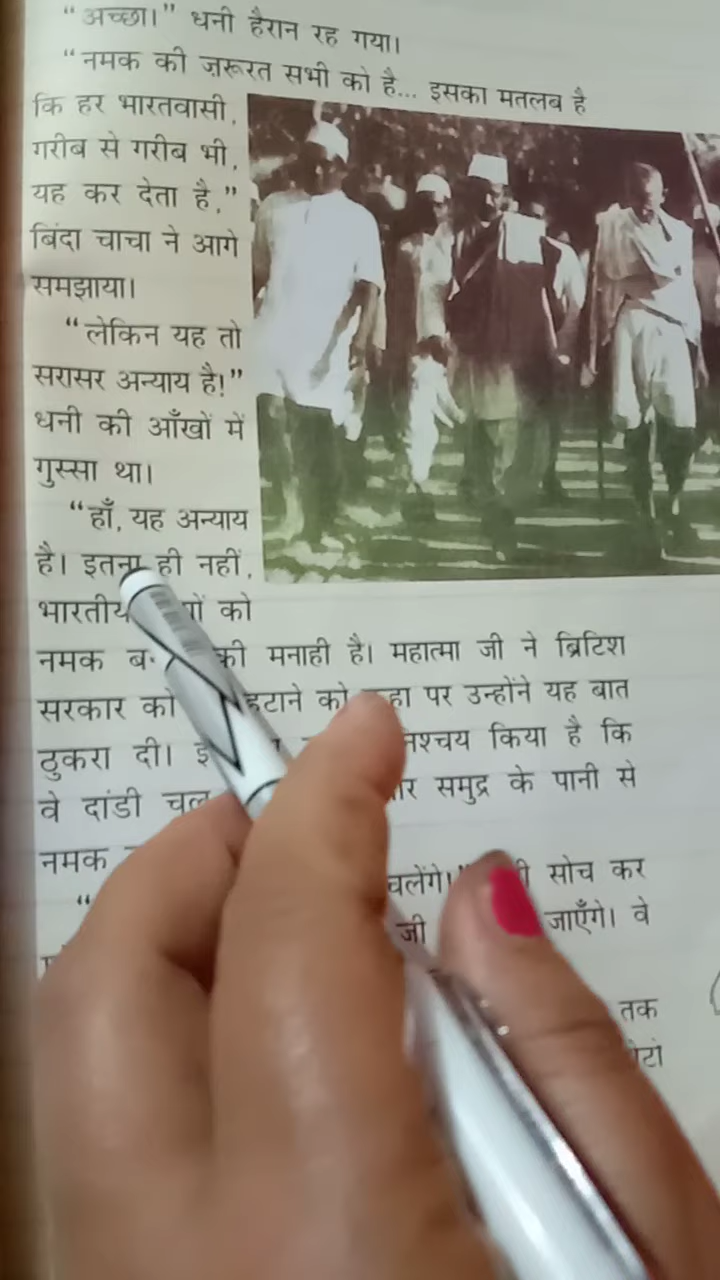 “अच्छा।” धनी हैरान रह गया।
“नमक की ज़रूरत सभी को है... इसका मतलब है
कि हर भारतवासी,
गरीब से गरीब भी,
यह कर देता है,”
बिंदा चाचा ने आगे
समझाया।
“लेकिन यह तो
सरासर अन्याय है!”
धनी की आँखों में
गुस्सा था।
“हाँ, यह अन्याय
है। इतना ही नहीं,
को
नमक की मनाही है। महात्मा जी ने ब्रिटिश
सरकार को हटाने को पर उन्होंने यह बात
ठुकरा दी। किया है कि
वे दांडी समुद्र के पानी से
नमक
“ चलेंगे।” सोच कर
जी जाएँगे। वे
तक